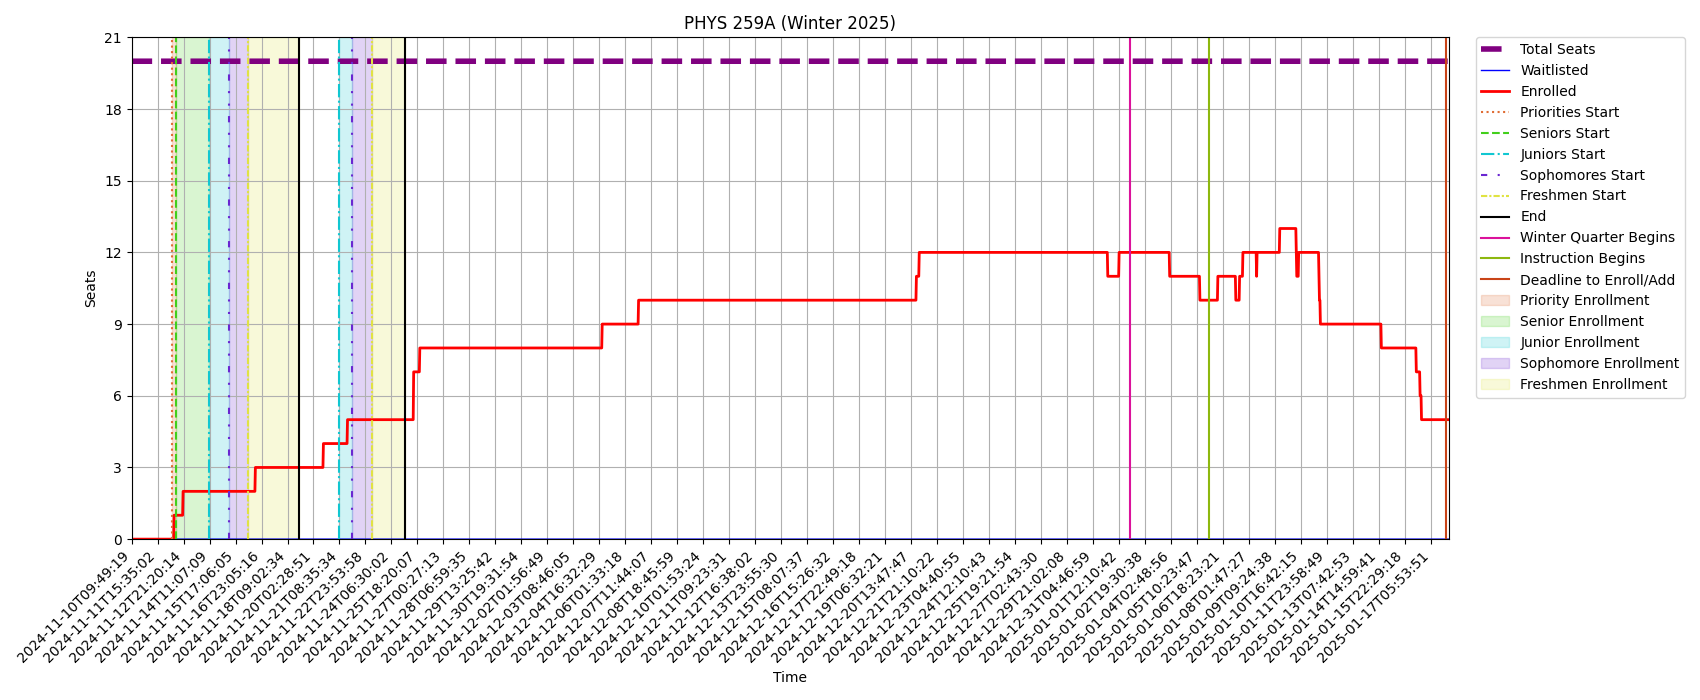 PHYS 259A (Winter 2025)
21
18
15
12
9
6
3
0
Seats
2024-11-10T09:49:19
2024-11-11T15:35:02
2024-11-12T21:20:14
2024-11-14T11:07:09
2024-11-15T17:06:05
2024-11-16T23:05:16
2024-11-18T09:02:34
2024-11-20T02:28:51
2024-11-21T08:35:34
2024-11-22T23:53:58
2024-11-24T06:30:02
2024-11-25T18:20:07
2024-11-27T00:27:13
2024-11-28T06:59:35
2024-11-29T13:25:42
2024-11-30T19:31:54
2024-12-02T01:56:49
2024-12-03T08:46:05
2024-12-04T16:32:29
2024-12-06T01:33:18
2024-12-07T11:44:07
2024-12-08T18:45:59
2024-12-10T01:53:24
2024-12-11T09:23:31
2024-12-12T16:38:02
2024-12-13T23:55:30
2024-12-15T08:07:37
2024-12-16T15:26:32
2024-12-17T22:49:18
2024-12-19T06:32:21
2024-12-20T13:47:47
2024-12-21T21:10:22
2024-12-23T04:40:55
2024-12-24T12:10:43
2024-12-25T19:21:54
2024-12-27T02:43:30
2024-12-29T21:02:08
2024-12-31T04:46:59
2025-01-01T12:10:42
2025-01-02T19:30:38
2025-01-04T02:48:56
2025-01-05T10:23:47
2025-01-06T18:23:21
2025-01-08T01:47:27
2025-01-09T09:24:38
2025-01-10T16:42:15
2025-01-11T23:58:49
2025-01-13T07:42:53
2025-01-14T14:59:41
2025-01-15T22:29:18
2025-01-17T05:53:51
Time
Total Seats
Waitlisted
Enrolled
Priorities Start
Seniors Start
Juniors Start
Sophomores Start
Freshmen Start
End
Winter Quarter Begins
Instruction Begins
Deadline to Enroll/Add
Priority Enrollment
Senior Enrollment
Junior Enrollment
Sophomore Enrollment
Freshmen Enrollment